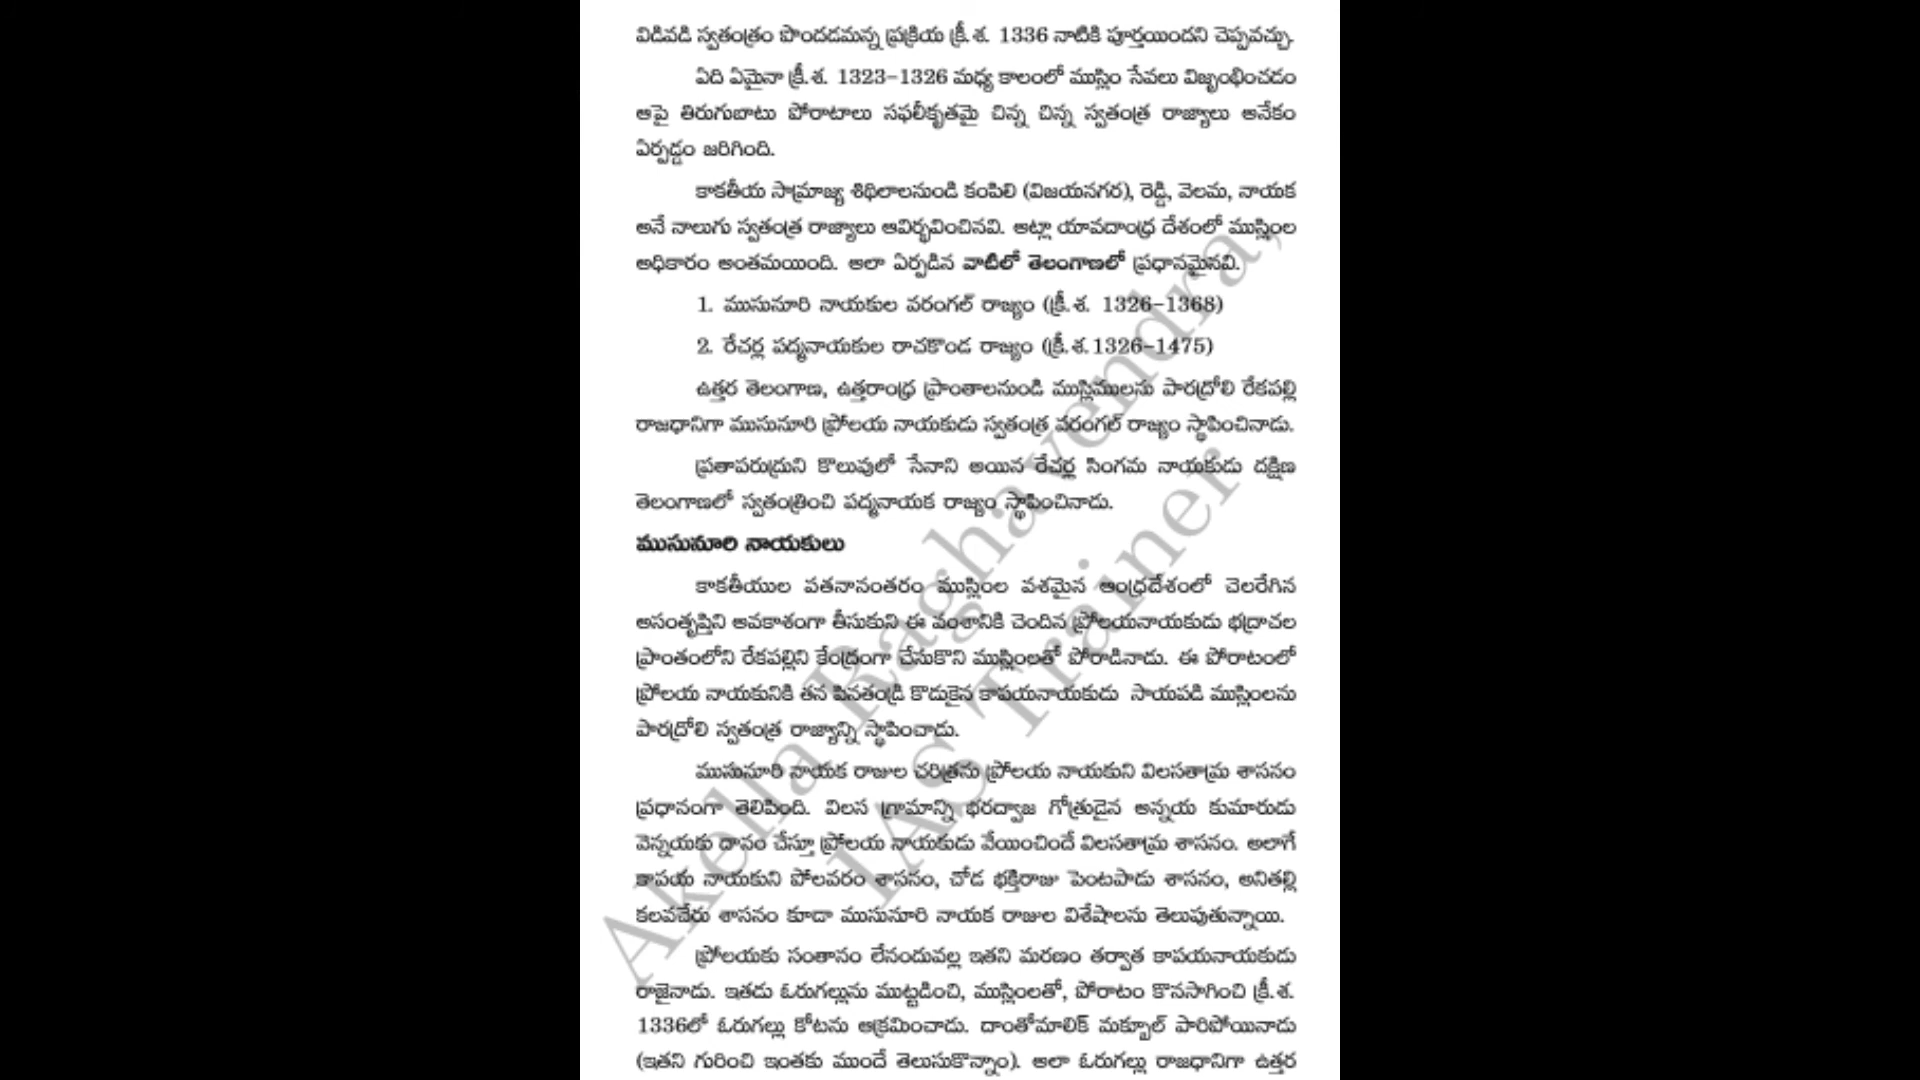 విడివడి స్వతంత్రం పొందడమన్న ప్రక్రియ క్రీ.శ. 1336 నాటికి పూర్తయిందని చెప్పవచ్చు.
ఏది ఏమైనా క్రీ.శ. 1323-1326 మధ్య కాలంలో ముస్లిం సేవలు విజృంభించడం
ఆపై తిరుగుబాటు పోరాటాలు సఫలీకృతమై చిన్న చిన్న స్వతంత్ర రాజ్యాలు అనేకం
ఏర్పడ్డం జరిగింది.
కాకతీయ సామ్రాజ్య శిథిలాలనుండి కంపిలి (విజయనగర), రెడ్డి, వెలమ, నాయక
అనే నాలుగు స్వతంత్ర రాజ్యాలు ఆవిర్భవించినవి. అట్లా యావదాంధ్ర దేశంలో ముస్లింల
అధికారం అంతమయింది. అలా ఏర్పడిన వాటిలో తెలంగాణలో ప్రధానమైనవి.
1. ముసునూరి నాయకుల వరంగల్ రాజ్యం (క్రీ.శ. 1326-1368)
2. రేచర్ల పద్మనాయకుల రాచకొండ రాజ్యం (క్రీ.శ.1326-1475)
ఉత్తర తెలంగాణ, ఉత్తరాంధ్ర ప్రాంతాలనుండి ముస్లిములను పారద్రోలి రేకపల్లి
రాజధానిగా ముసునూరి ప్రోలయ నాయకుడు స్వతంత్ర వరంగల్ రాజ్యం స్థాపించినాడు.
ప్రతాపరుద్రుని కొలువులో సేనాని అయిన రేచర్ల సింగమ నాయకుడు దక్షిణ
తెలంగాణలో స్వతంత్రించి పద్మనాయక రాజ్యం స్థాపించినాడు.
ముసునూరి నాయకులు
కాకతీయుల పతనానంతరం ముస్లింల వశమైన ఆంధ్రదేశంలో చెలరేగిన
అసంతృప్తిని అవకాశంగా తీసుకుని ఈ వంశానికి చెందిన ప్రోలయనాయకుడు భద్రాచల
ప్రాంతంలోని రేకపల్లిని కేంద్రంగా చేసుకొని ముస్లింలతో పోరాడినాడు. ఈ పోరాటంలో
ప్రోలయ నాయకునికి తన పినతండ్రి కొడుకైన కాపయనాయకుడు సాయపడి ముస్లింలను
పారద్రోలి స్వతంత్ర రాజ్యాన్ని స్థాపించాడు.
ముసునూరి నాయక రాజుల చరిత్రను ప్రోలయ నాయకుని విలసతామ్ర శాసనం
ప్రధానంగా తెలిపింది. విలస గ్రామాన్ని భరద్వాజ గోత్రుడైన అన్నయ కుమారుడు
వెన్నయకు దానం చేస్తూ ప్రోలయ నాయకుడు వేయించిందే విలసతామ్ర శాసనం. అలాగే
కాపయ నాయకుని పోలవరం శాసనం, చోడ భక్తిరాజు పెంటపాడు శాసనం, అనితల్లి
కలవచేరు శాసనం కూడా ముసునూరి నాయక రాజుల విశేషాలను తెలుపుతున్నాయి.
ప్రోలయకు సంతానం లేనందువల్ల ఇతని మరణం తర్వాత కాపయనాయకుడు
రాజైనాడు. ఇతడు ఓరుగల్లును ముట్టడించి, ముస్లింలతో, పోరాటం కొనసాగించి క్రీ.శ.
1336లో ఓరుగల్లు కోటను ఆక్రమించాడు. దాంతోమాలిక్ మక్బూల్ పారిపోయినాడు
(ఇతని గురించి ఇంతకు ముందే తెలుసుకొన్నాం). అలా ఓరుగల్లు రాజధానిగా ఉత్తర
Akella Raghavendra,
IAS Trainer